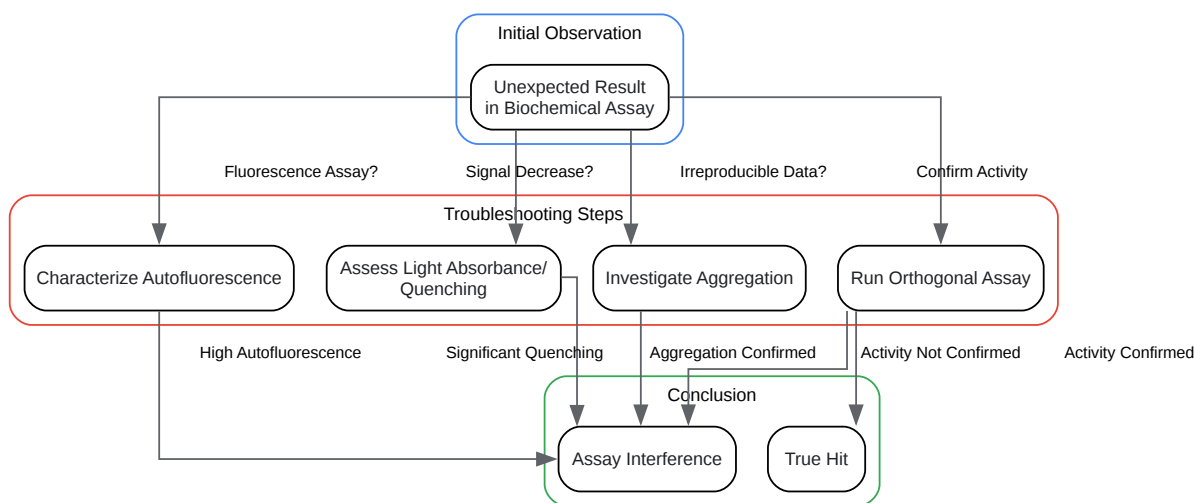 Initial Observation
Unexpected Result
in Biochemical Assay
Fluorescence Assay?
Signal Decrease?
Irreproducible Data?
Confirm Activity
Troubleshooting Steps
Characterize Autofluorescence
Assess Light Absorbance/
Quenching
Investigate Aggregation
Run Orthogonal Assay
High Autofluorescence
Significant Quenching
Aggregation Confirmed
Activity Not Confirmed
Activity Confirmed
Conclusion
Assay Interference
True Hit